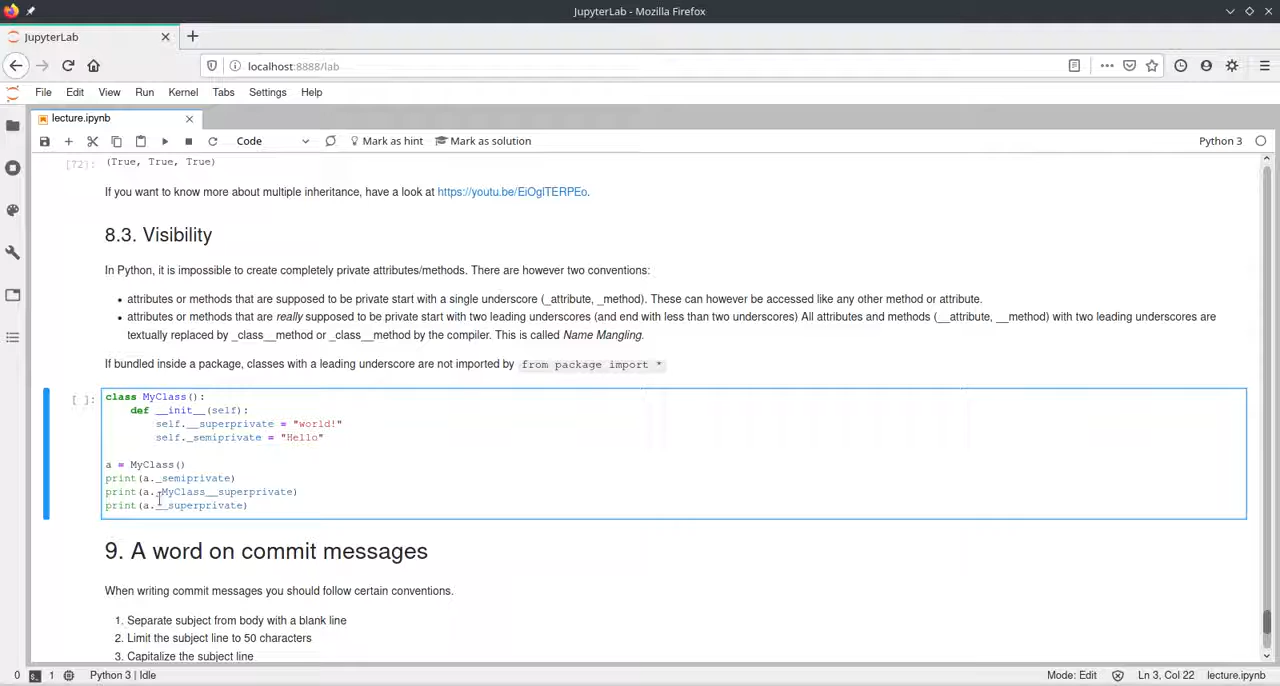 JupyterLab - Mozilla Firefox
JupyterLab
localhost:8888/lab
File Edit View Run Kernel Tabs Settings Help
lecture.ipynb
Code Mark as hint Mark as solution Python 3
[72]: (True, True, True)
If you want to know more about multiple inheritance, have a look at https://youtu.be/EiOglTERPEo.
8.3. Visibility
In Python, it is impossible to create completely private attributes/methods. There are however two conventions:
• attributes or methods that are supposed to be private start with a single underscore (_attribute, _method). These can however be accessed like any other method or attribute.
• attributes or methods that are really supposed to be private start with two leading underscores (and end with less than two underscores) All attributes and methods (__attribute, __method) with two leading underscores are
textually replaced by _class__method or _class__method by the compiler. This is called Name Mangling.
If bundled inside a package, classes with a leading underscore are not imported by from package import *
[ ]: class MyClass():
def __init__(self):
self.__superprivate = "world!"
self._semiprivate = "Hello"
a = MyClass()
print(a._semiprivate)
print(a._MyClass__superprivate)
print(a.__superprivate)
9. A word on commit messages
When writing commit messages you should follow certain conventions.
1. Separate subject from body with a blank line
2. Limit the subject line to 50 characters
3. Capitalize the subject line
0 1 Python 3 | Idle Mode: Edit Ln 3, Col 22 lecture.ipynb